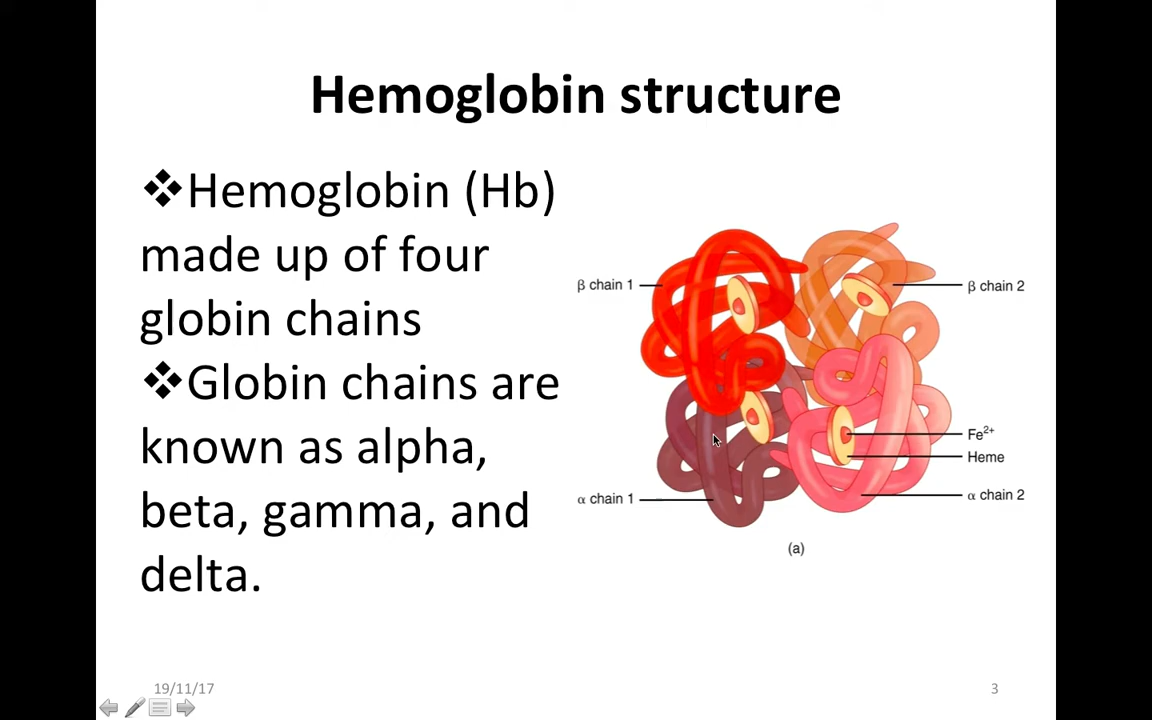 Hemoglobin structure
❖Hemoglobin (Hb)
made up of four
globin chains
❖Globin chains are
known as alpha,
beta, gamma, and
delta.
β chain 1
β chain 2
Fe²⁺
Heme
α chain 1
α chain 2
(a)
19/11/17
3